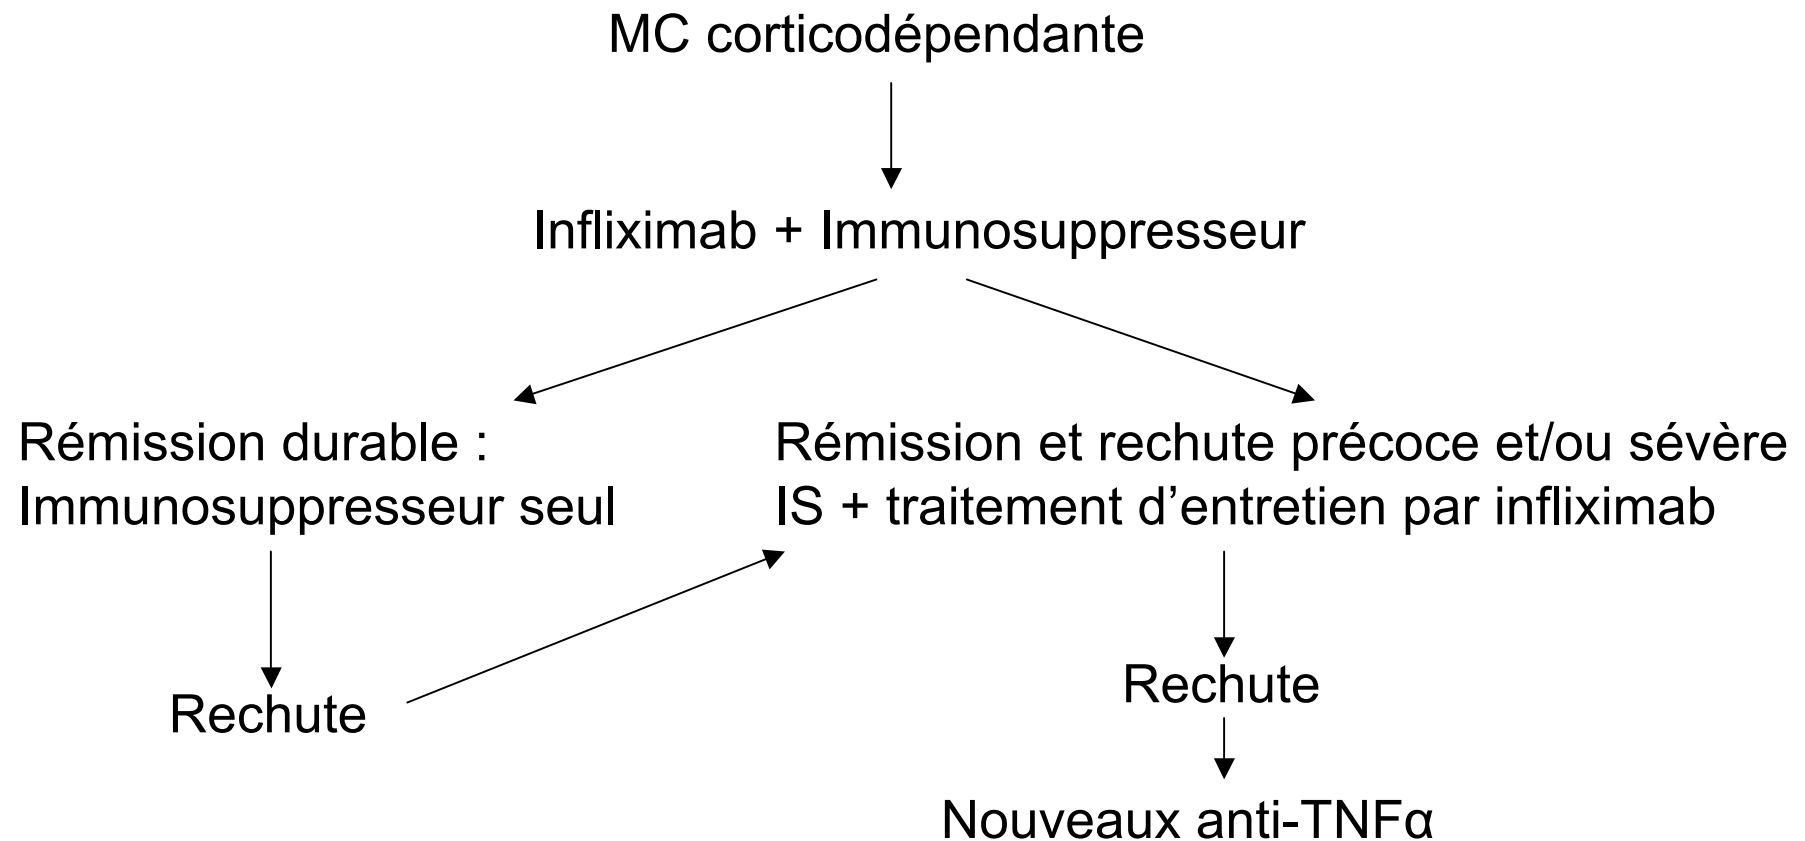 MC corticodépendante
Infliximab + Immunosuppresseur
Rémission durable :
Immunosuppresseur seul
Rémission et rechute précoce et/ou sévère
IS + traitement d’entretien par infliximab
Rechute
Rechute
Nouveaux anti-TNFα